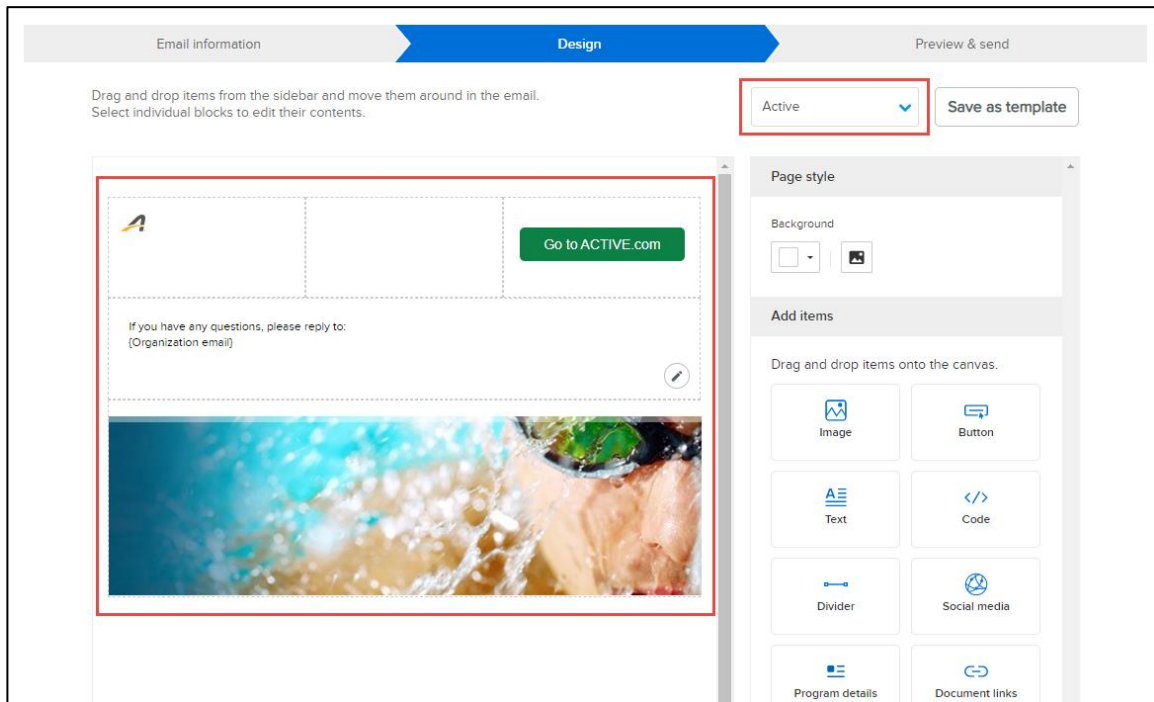 Email information
Design
Preview & send
Drag and drop items from the sidebar and move them around in the email.
Select individual blocks to edit their contents.
Active
Save as template
Go to ACTIVE.com
If you have any questions, please reply to:
{Organization email}
Page style
Background
Add items
Drag and drop items onto the canvas.
Image
Button
Text
Code
Divider
Social media
Program details
Document links